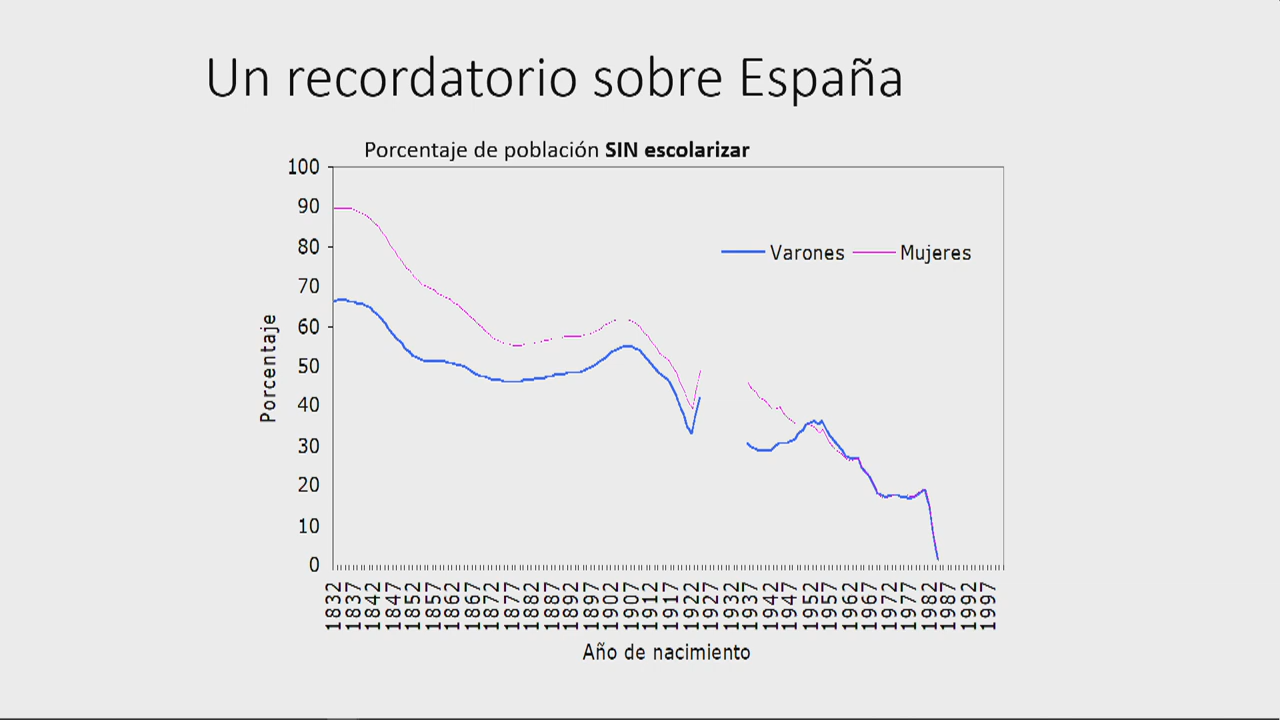 Un recordatorio sobre España
Porcentaje de población SIN escolarizar
100
90
80
70
60
50
40
30
20
10
0
Varones
Mujeres
Porcentaje
1832 1837 1842 1847 1852 1857 1862 1867 1872 1877 1882 1887 1892 1897 1902 1907 1912 1917 1922 1927 1932 1937 1942 1947 1952 1957 1962 1967 1972 1977 1982 1987 1992 1997
Año de nacimiento